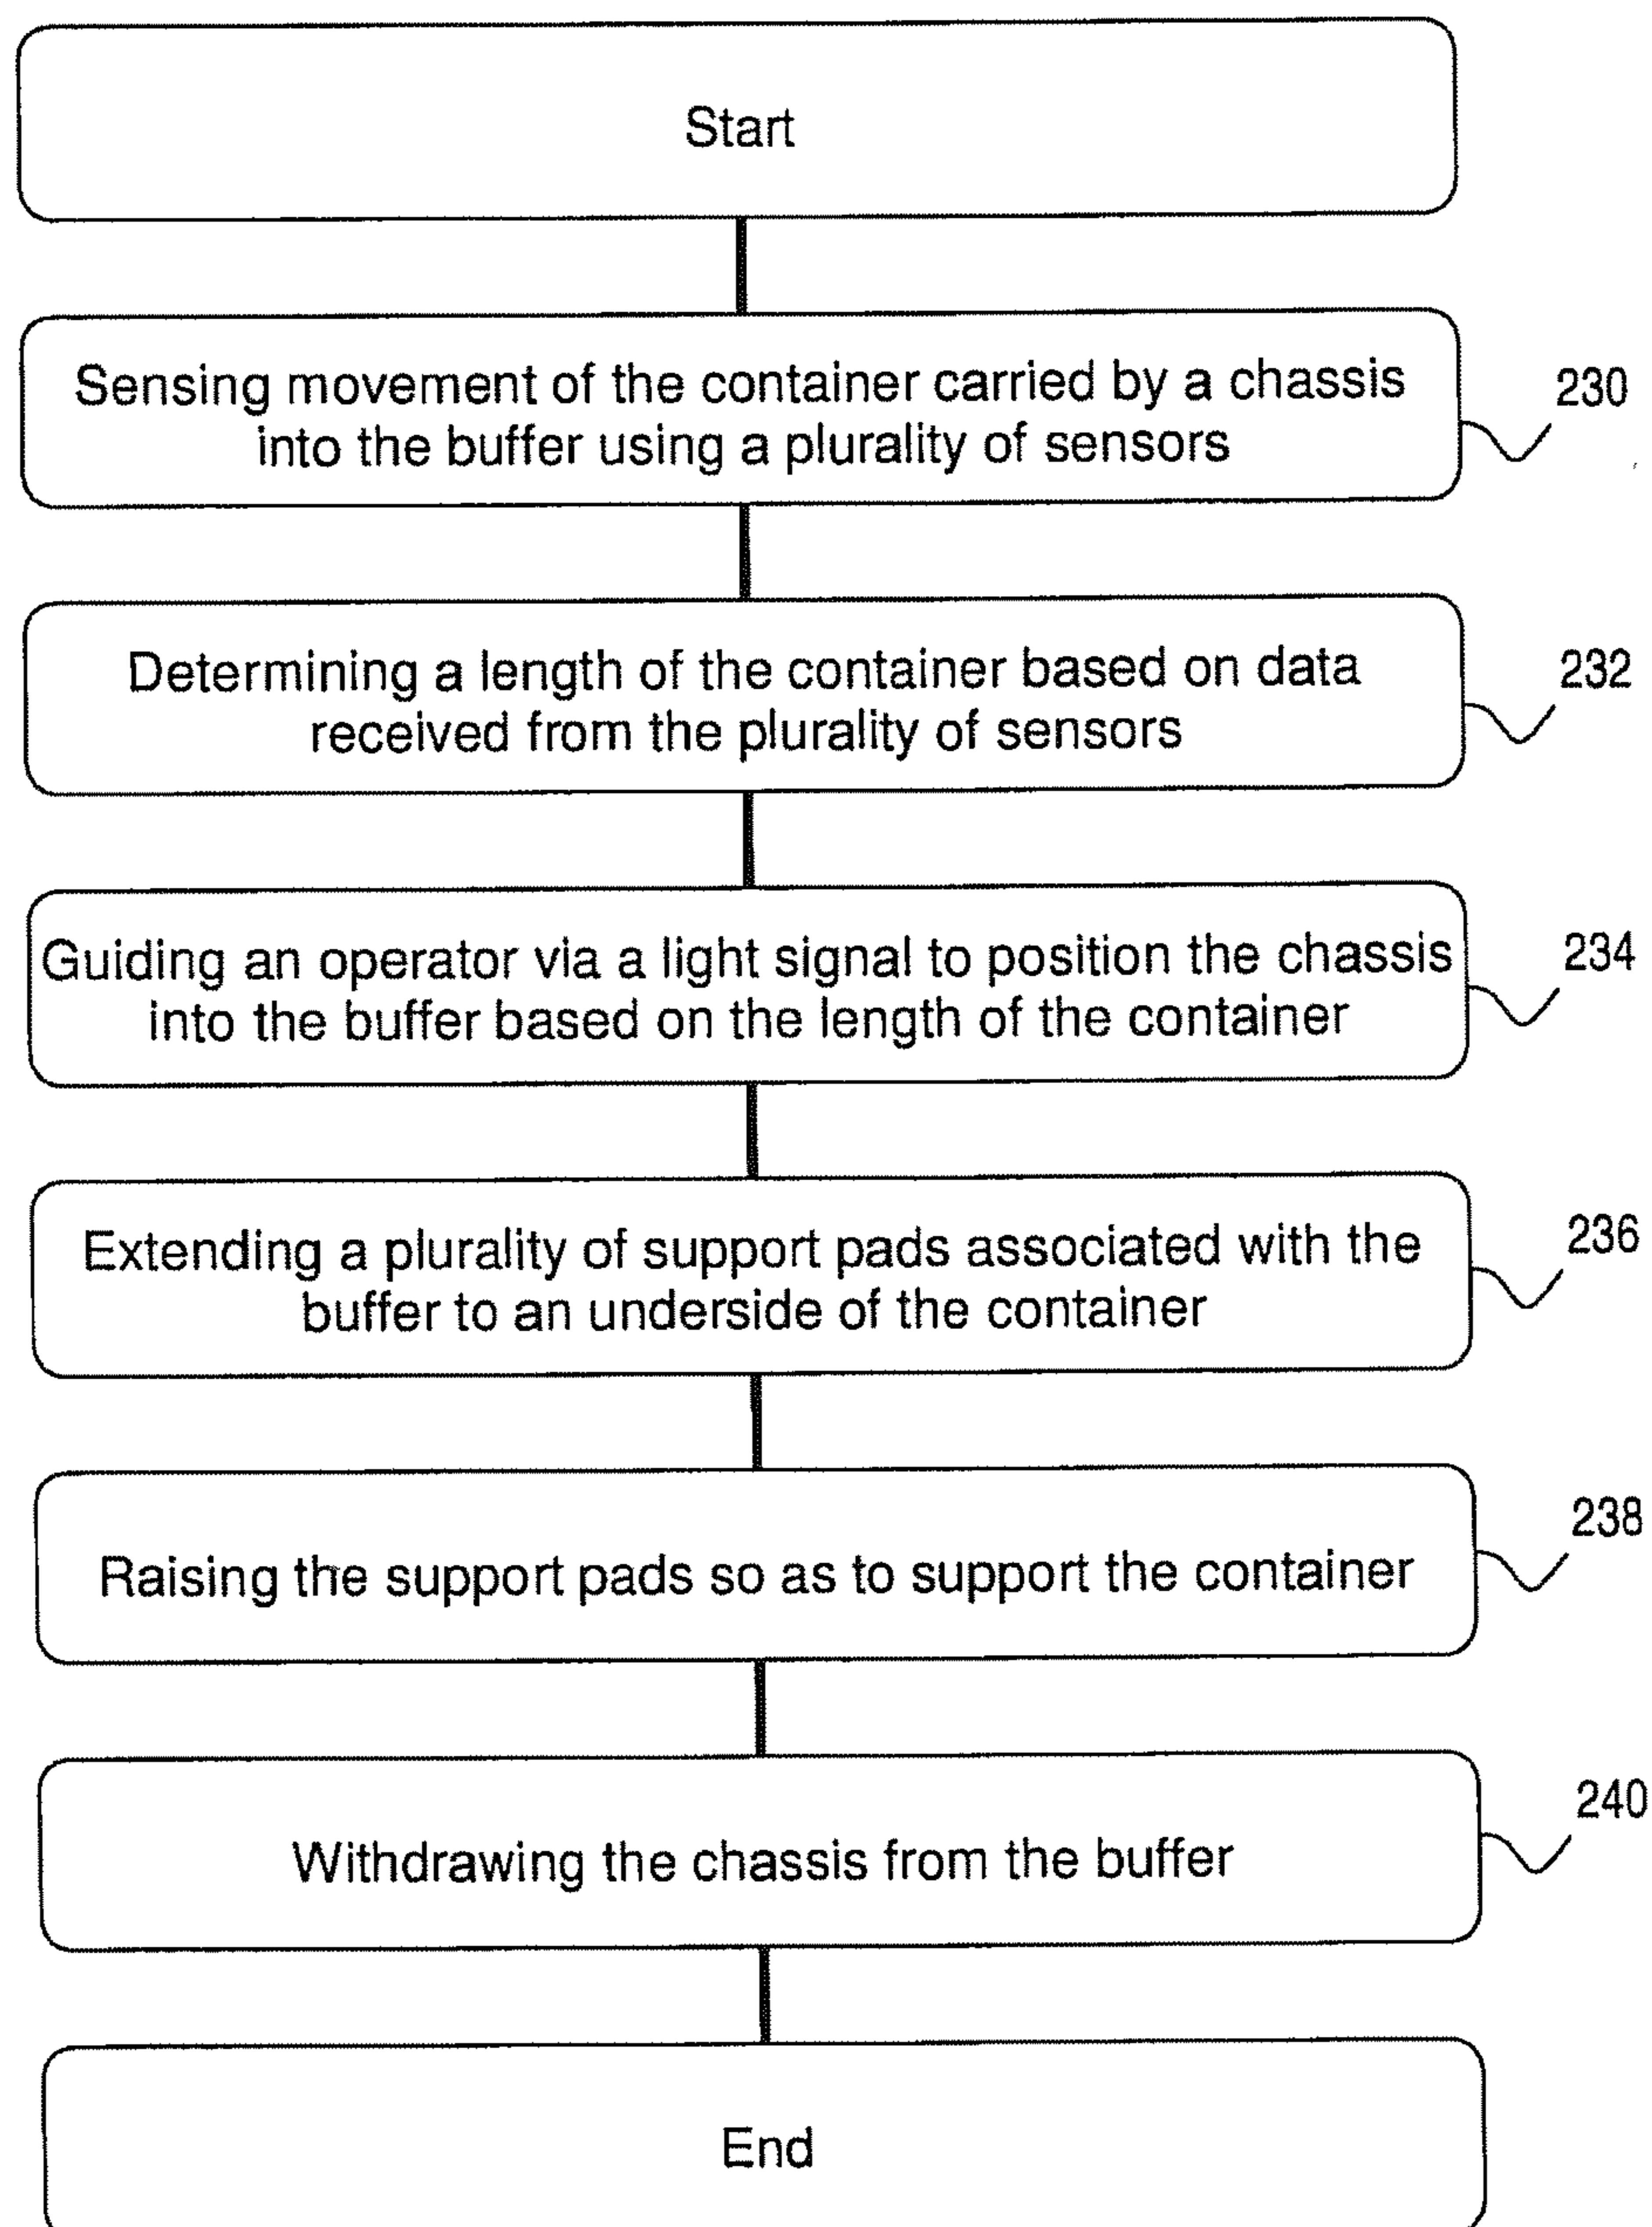 Start
Sensing movement of the container carried by a chassis
into the buffer using a plurality of sensors
230
Determining a length of the container based on data
received from the plurality of sensors
232
Guiding an operator via a light signal to position the chassis
into the buffer based on the length of the container
234
Extending a plurality of support pads associated with the
buffer to an underside of the container
236
Raising the support pads so as to support the container
238
Withdrawing the chassis from the buffer
240
End